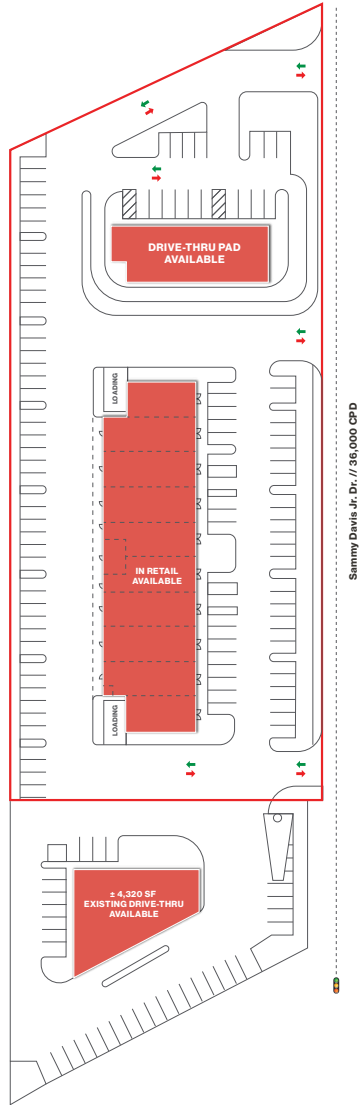 DRIVE-THRU PAD
AVAILABLE
LOADING
IN RETAIL
AVAILABLE
LOADING
± 4,320 SF
EXISTING DRIVE-THRU
AVAILABLE
Sammy Davis Jr. Dr. // 36,000 CPD